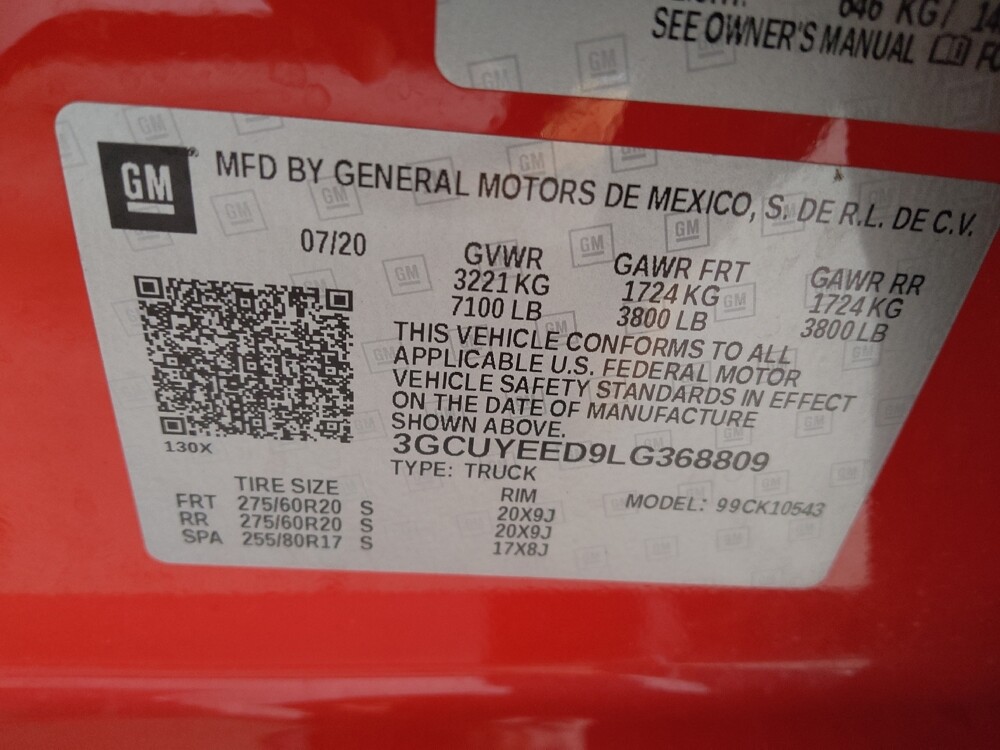 646 KG/
SEE OWNER'S MANUAL
GM
MFD BY GENERAL MOTORS DE MEXICO, S. DE R.L. DE C.V.
07/20
GVWR GAWR FRT GAWR RR
3221 KG 1724 KG 1724 KG
7100 LB 3800 LB 3800 LB
THIS VEHICLE CONFORMS TO ALL
APPLICABLE U.S. FEDERAL MOTOR
VEHICLE SAFETY STANDARDS IN EFFECT
ON THE DATE OF MANUFACTURE
SHOWN ABOVE.
3GCUYEED9LG368809
TYPE: TRUCK
130X
TIRE SIZE RIM MODEL: 99CK10543
FRT 275/60R20 S 20X9J
RR 275/60R20 S 20X9J
SPA 255/80R17 S 17X8J